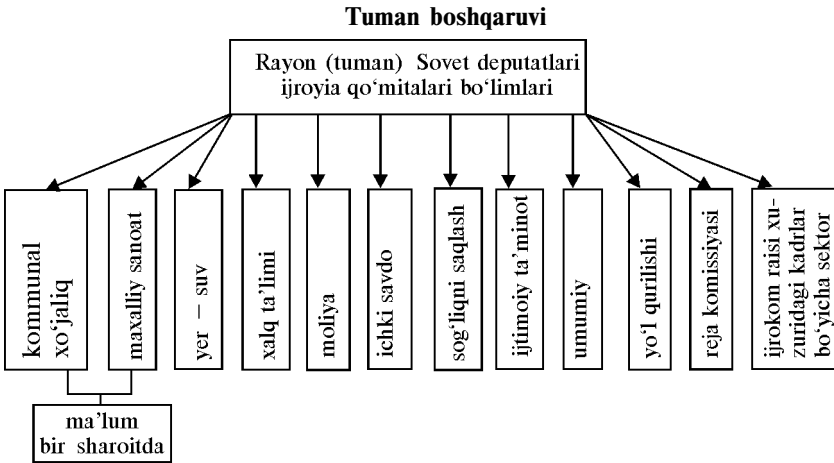 Tuman boshqaruvi
Rayon (tuman) Sovet deputatlari
ijroyia qo‘mitalari bo‘limlari
kommunal
xo‘jaliq
maxalliy sanoat
yer – suv
xalq ta’limi
moliya
ichki savdo
sog‘liqni saqlash
ijtimoiy ta’minot
umumiy
yo‘l qurilishi
reja komissiyasi
ijrokom raisi xu-
zuridagi kadrlar
bo‘yicha sektor
ma’lum
bir sharoitda